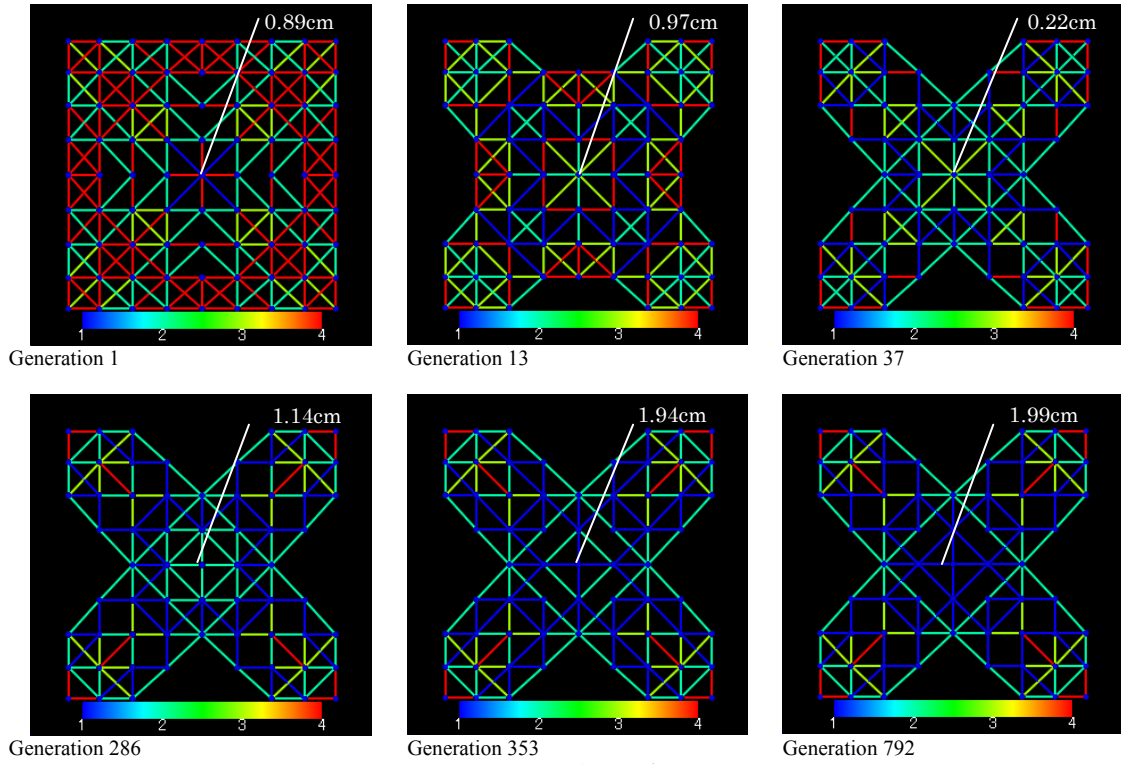 0.89cm
1 2 3 4
Generation 1
0.97cm
1 2 3 4
Generation 13
0.22cm
1 2 3 4
Generation 37
1.14cm
1 2 3 4
Generation 286
1.94cm
1 2 3 4
Generation 353
1.99cm
1 2 3 4
Generation 792